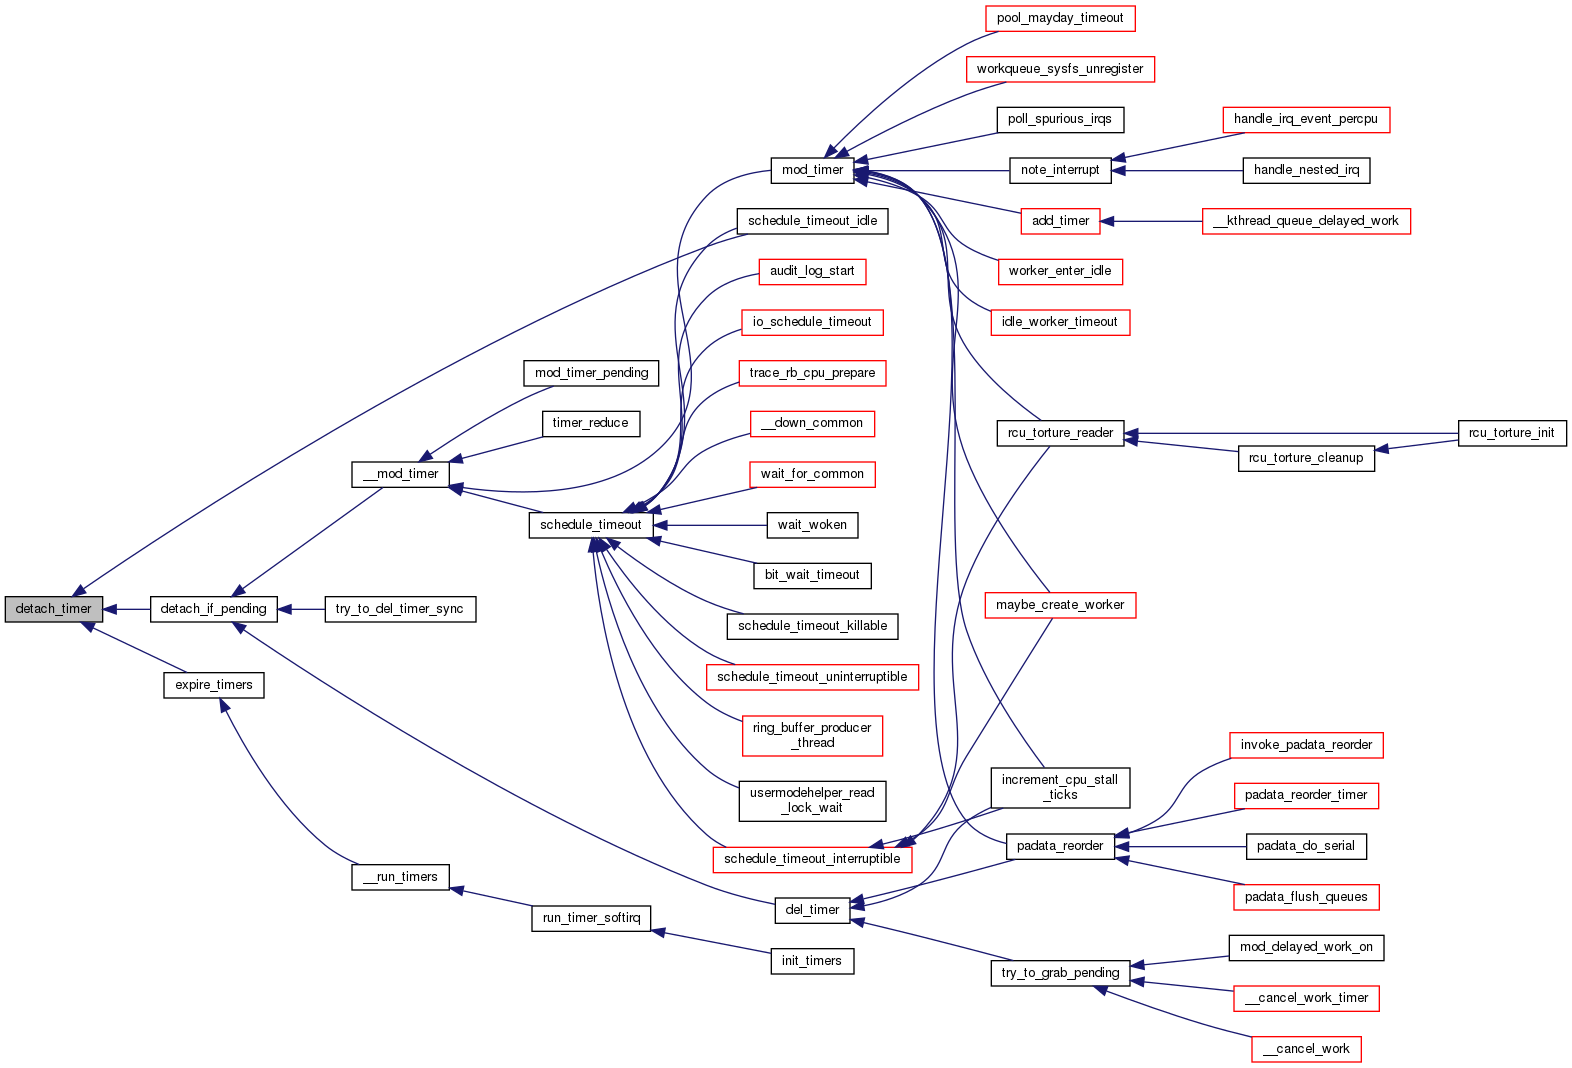 pool_mayday_timeout
workqueue_sysfs_unregister
poll_spurious_irqs
handle_irq_event_percpu
mod_timer
note_interrupt
handle_nested_irq
schedule_timeout_idle
add_timer
__kthread_queue_delayed_work
audit_log_start
worker_enter_idle
io_schedule_timeout
idle_worker_timeout
mod_timer_pending
trace_rb_cpu_prepare
timer_reduce
__down_common
rcu_torture_reader
rcu_torture_init
rcu_torture_cleanup
__mod_timer
wait_for_common
schedule_timeout
wait_woken
bit_wait_timeout
detach_timer
detach_if_pending
try_to_del_timer_sync
maybe_create_worker
schedule_timeout_killable
expire_timers
schedule_timeout_uninterruptible
ring_buffer_producer
_thread
invoke_padata_reorder
usermodehelper_read
_lock_wait
increment_cpu_stall
_ticks
padata_reorder_timer
schedule_timeout_interruptible
padata_reorder
padata_do_serial
__run_timers
padata_flush_queues
run_timer_softirq
del_timer
mod_delayed_work_on
init_timers
try_to_grab_pending
__cancel_work_timer
__cancel_work